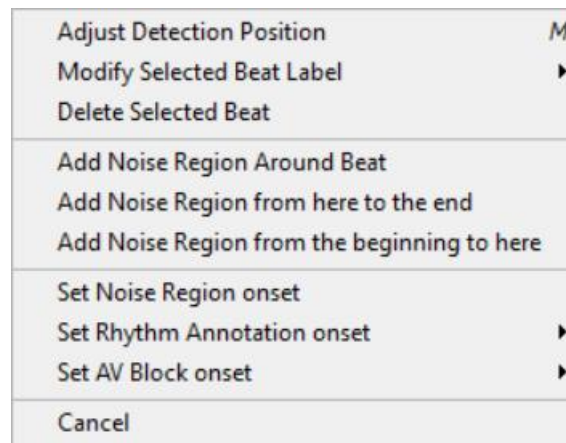 Adjust Detection Position M
Modify Selected Beat Label
Delete Selected Beat
Add Noise Region Around Beat
Add Noise Region from here to the end
Add Noise Region from the beginning to here
Set Noise Region onset
Set Rhythm Annotation onset
Set AV Block onset
Cancel